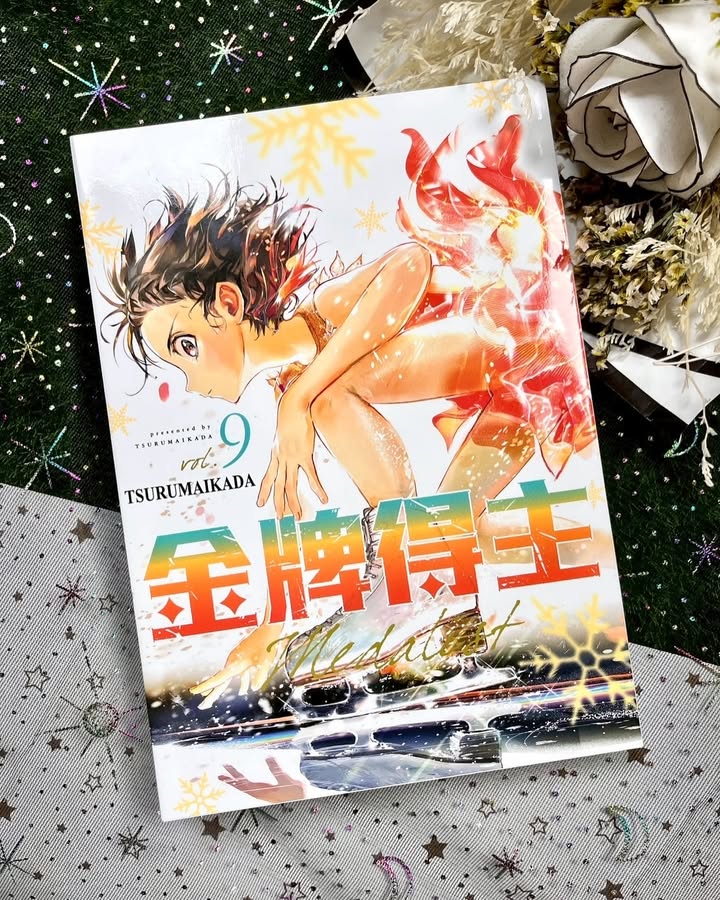 presented by
TSURUMAIKADA
vol. 9
TSURUMAIKADA
金牌得主
Medalist